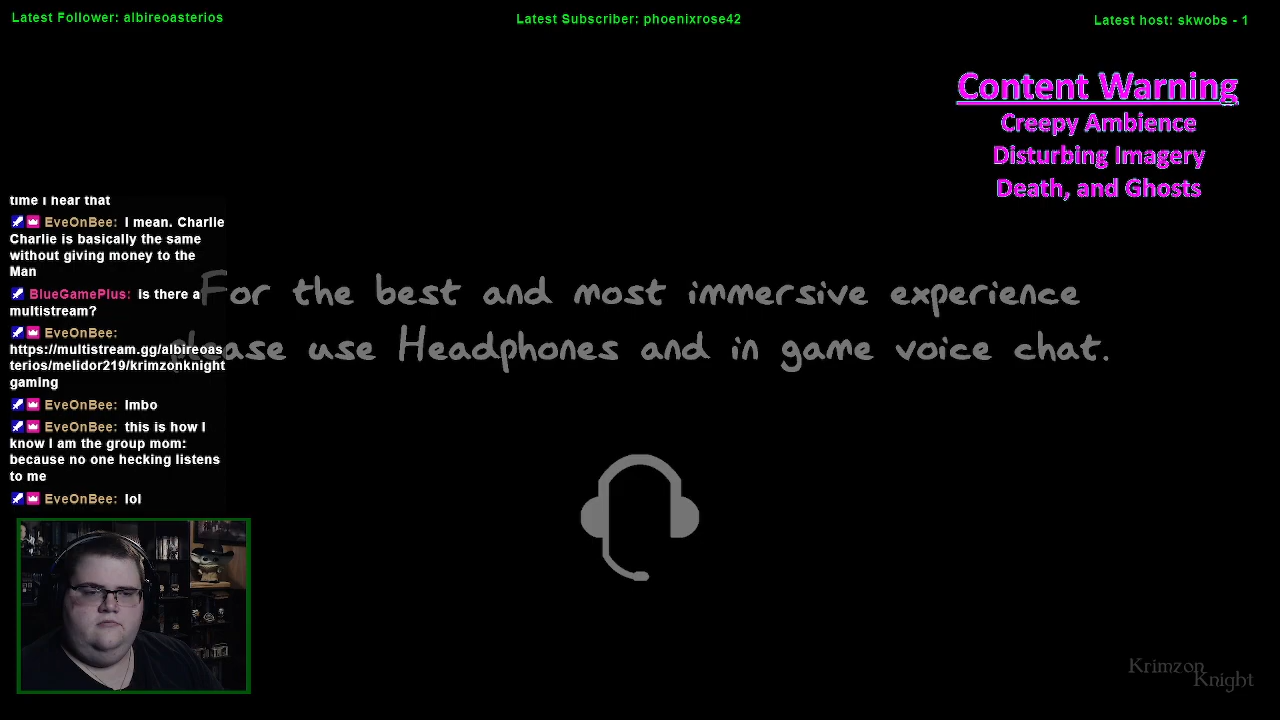 Latest Follower: albireoasterios
Latest Subscriber: phoenixrose42
Latest host: skwobs - 1
Content Warning
Creepy Ambience
Disturbing Imagery
Death, and Ghosts
time I hear that
EveOnBee: I mean. Charlie
Charlie is basically the same
without giving money to the
Man
BlueGamePlus: is there a
multistream?
EveOnBee:
https://multistream.gg/albireoas
terios/melidor219/krimzonknight
gaming
EveOnBee: lmbo
EveOnBee: this is how I
know I am the group mom:
because no one hecking listens
to me
EveOnBee: lol
For the best and most immersive experience
please use Headphones and in game voice chat.
Krimzon
Knight